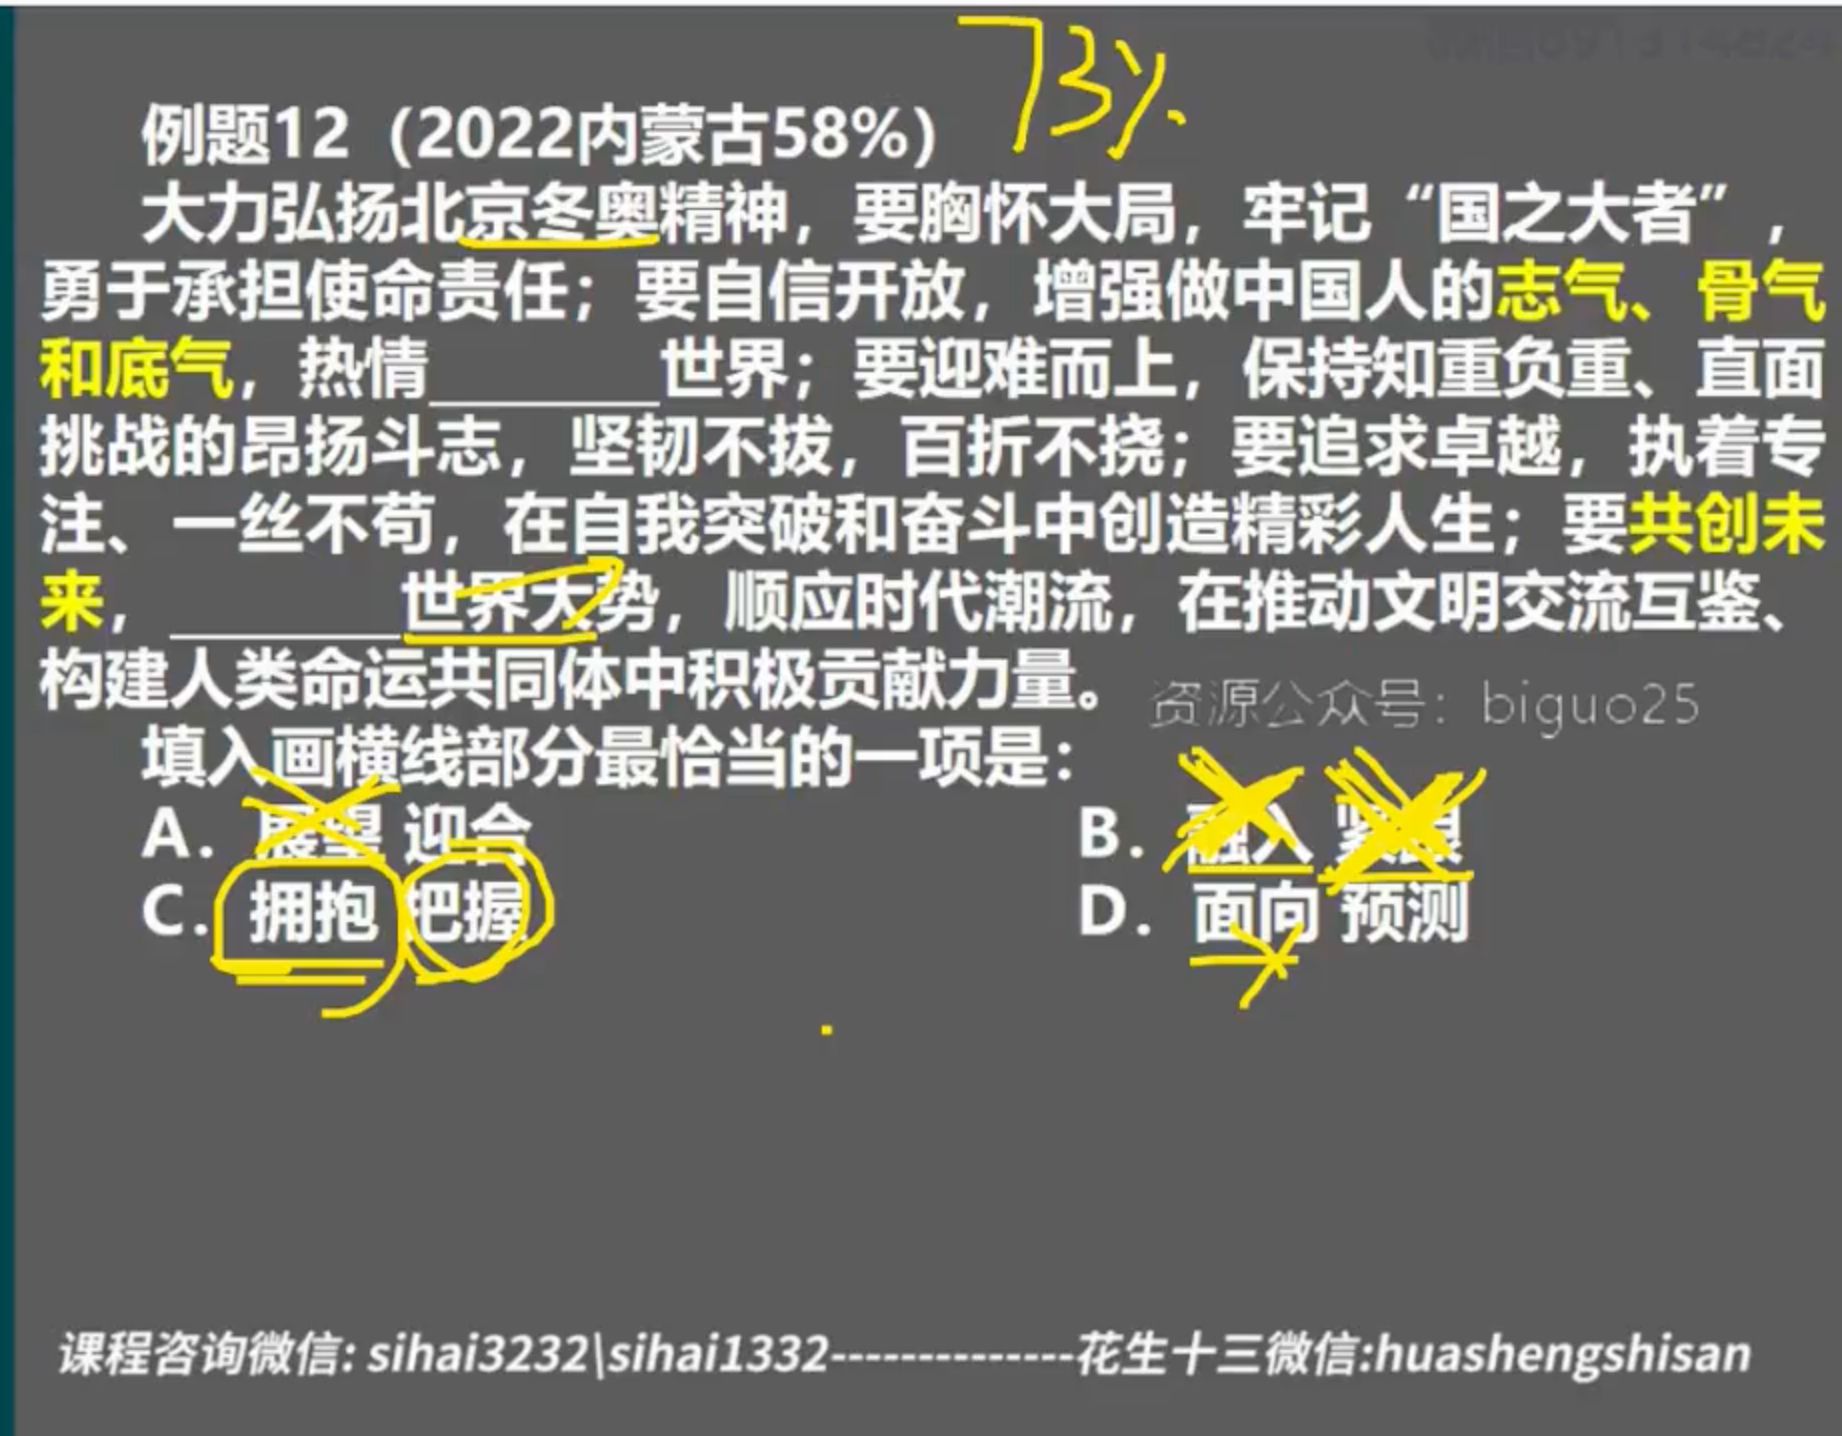 73%
例题12（2022内蒙古58%）
大力弘扬北京冬奥精神，要胸怀大局，牢记“国之大者”，
勇于承担使命责任；要自信开放，增强做中国人的志气、骨气
和底气，热情________世界；要迎难而上，保持知重负重、直面
挑战的昂扬斗志，坚韧不拔，百折不挠；要追求卓越，执着专
注、一丝不苟，在自我突破和奋斗中创造精彩人生；要共创未
来，________世界大势，顺应时代潮流，在推动文明交流互鉴、
构建人类命运共同体中积极贡献力量。
资源公众号：biguo25
填入画横线部分最恰当的一项是：
A. 展望 迎合
B. 融入 紧跟
C. 拥抱 把握
D. 面向 预测
课程咨询微信: sihai3232\sihai1332--------------花生十三微信:huashengshisan